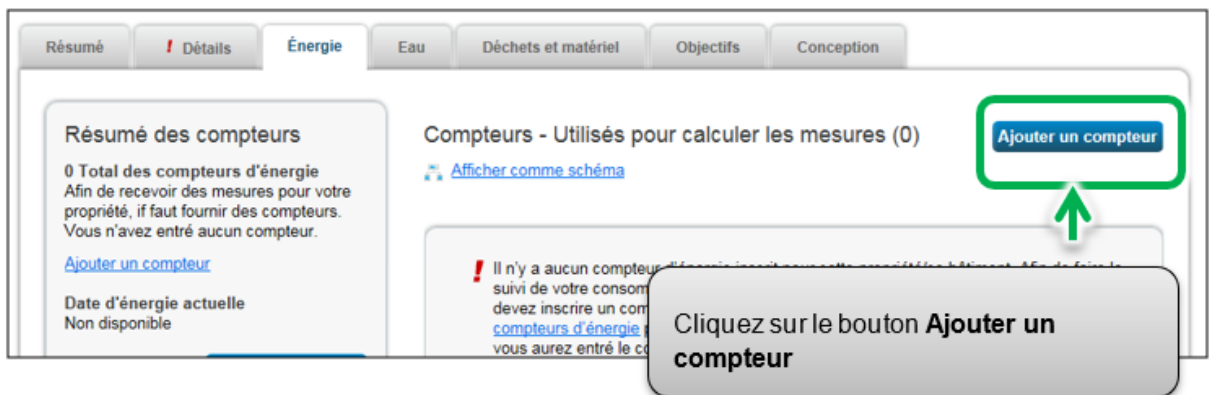 Résumé
! Détails
Énergie
Eau
Déchets et matériel
Objectifs
Conception
Résumé des compteurs
0 Total des compteurs d'énergie
Afin de recevoir des mesures pour votre
propriété, if faut fournir des compteurs.
Vous n'avez entré aucun compteur.
Ajouter un compteur
Date d'énergie actuelle
Non disponible
Compteurs - Utilisés pour calculer les mesures (0)
Ajouter un compteur
Afficher comme schéma
! Il n'y a aucun compteur
suivi de votre consom
devez inscrire un com
compteurs d'énergie
vous aurez entré le co
Cliquez sur le bouton Ajouter un
compteur